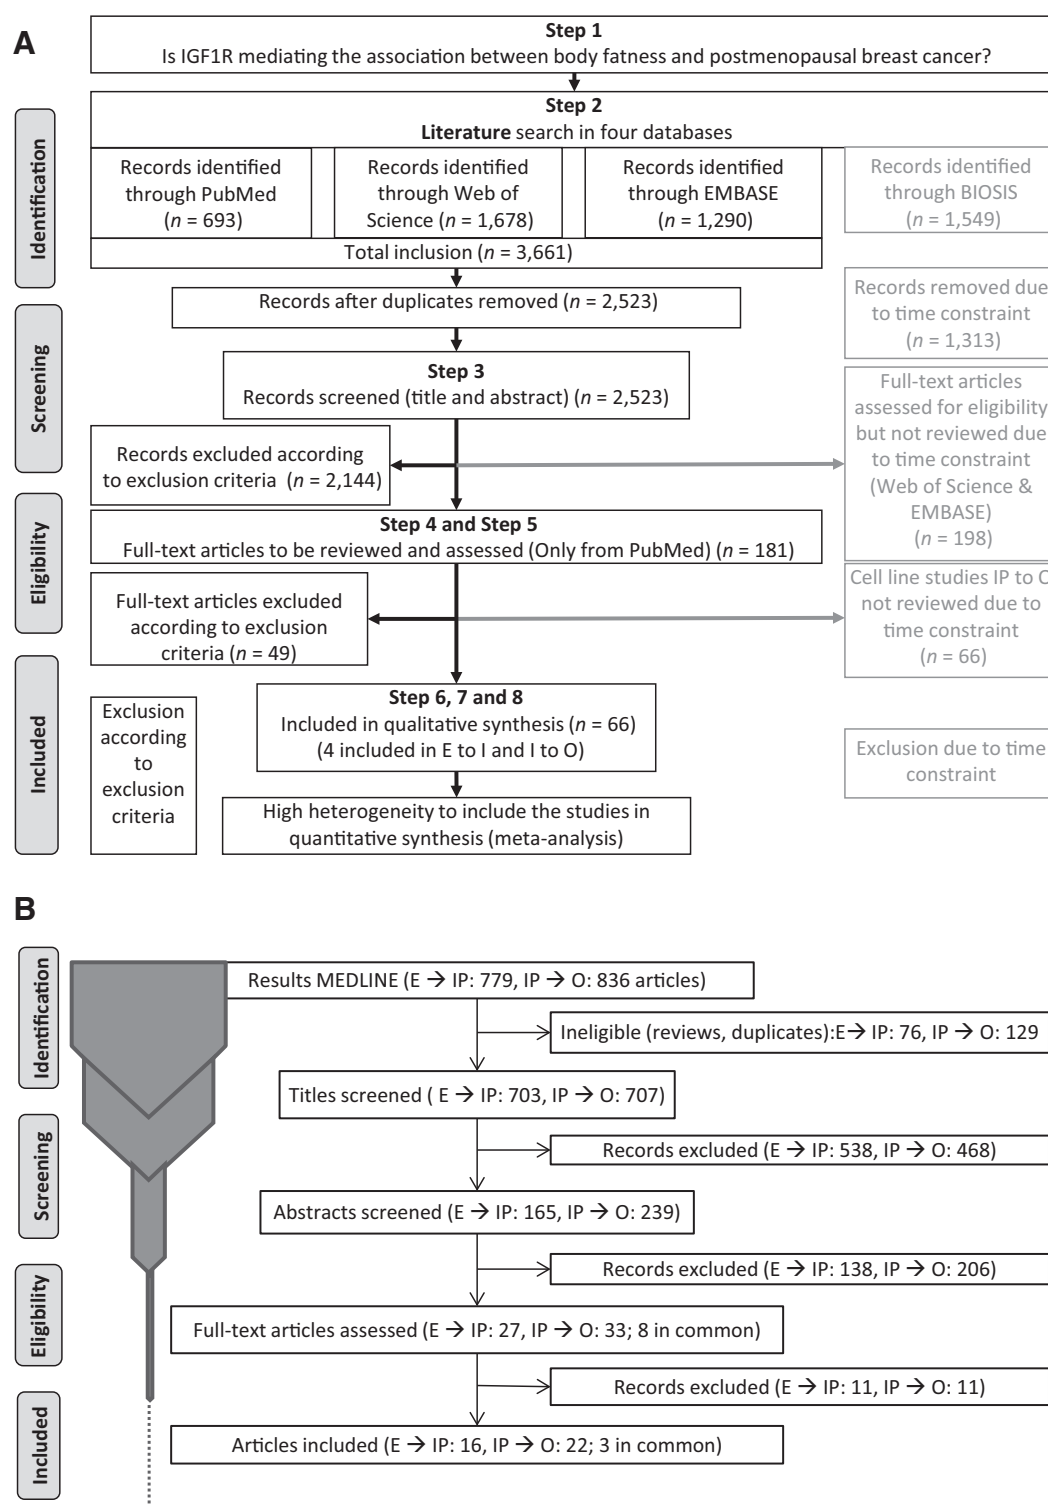 A
Step 1
Is IGF1R mediating the association between body fatness and postmenopausal breast cancer?
Identification
Step 2
Literature search in four databases
Records identified
through PubMed
(n = 693)
Records identified
through Web of
Science (n = 1,678)
Records identified
through EMBASE
(n = 1,290)
Records identified
through BIOSIS
(n = 1,549)
Total inclusion (n = 3,661)
Records after duplicates removed (n = 2,523)
Records removed due
to time constraint
(n = 1,313)
Screening
Step 3
Records screened (title and abstract) (n = 2,523)
Records excluded according
to exclusion criteria (n = 2,144)
Full-text articles
assessed for eligibility
but not reviewed due
to time constraint
(Web of Science &
EMBASE)
(n = 198)
Eligibility
Step 4 and Step 5
Full-text articles to be reviewed and assessed (Only from PubMed) (n = 181)
Full-text articles excluded
according to exclusion
criteria (n = 49)
Cell line studies IP to O
not reviewed due to
time constraint
(n = 66)
Included
Step 6, 7 and 8
Included in qualitative synthesis (n = 66)
(4 included in E to I and I to O)
Exclusion
according
to
exclusion
criteria
Exclusion due to time
constraint
High heterogeneity to include the studies in
quantitative synthesis (meta-analysis)
B
Identification
Results MEDLINE (E → IP: 779, IP → O: 836 articles)
Ineligible (reviews, duplicates):E→ IP: 76, IP → O: 129
Titles screened ( E → IP: 703, IP → O: 707)
Screening
Records excluded (E → IP: 538, IP → O: 468)
Abstracts screened (E → IP: 165, IP → O: 239)
Records excluded (E → IP: 138, IP → O: 206)
Eligibility
Full-text articles assessed (E → IP: 27, IP → O: 33; 8 in common)
Records excluded (E → IP: 11, IP → O: 11)
Included
Articles included (E → IP: 16, IP → O: 22; 3 in common)